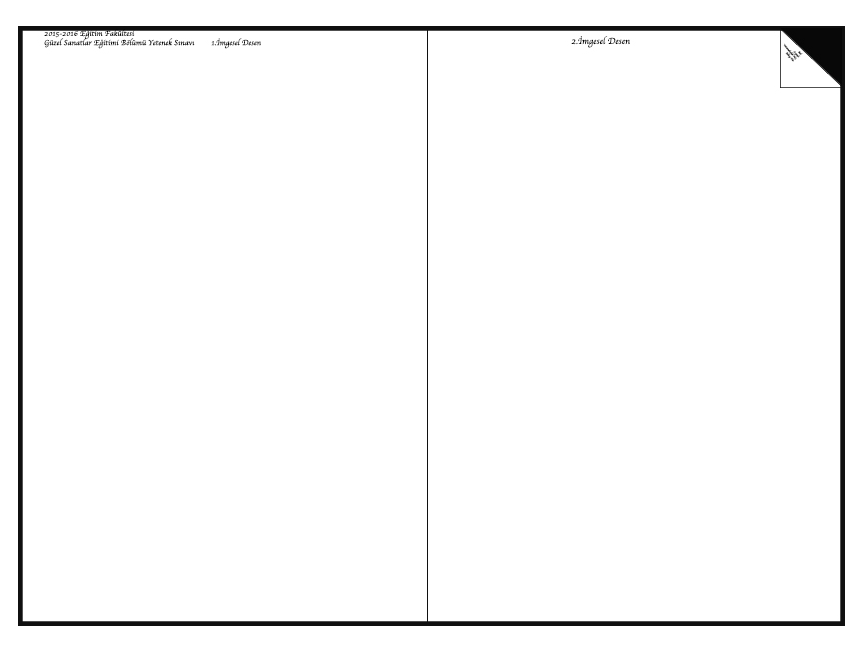 2015-2016 Eğitim Fakültesi
Güzel Sanatlar Eğitimi Bölümü Yetenek Sınavı 1.İmgesel Desen
2.İmgesel Desen